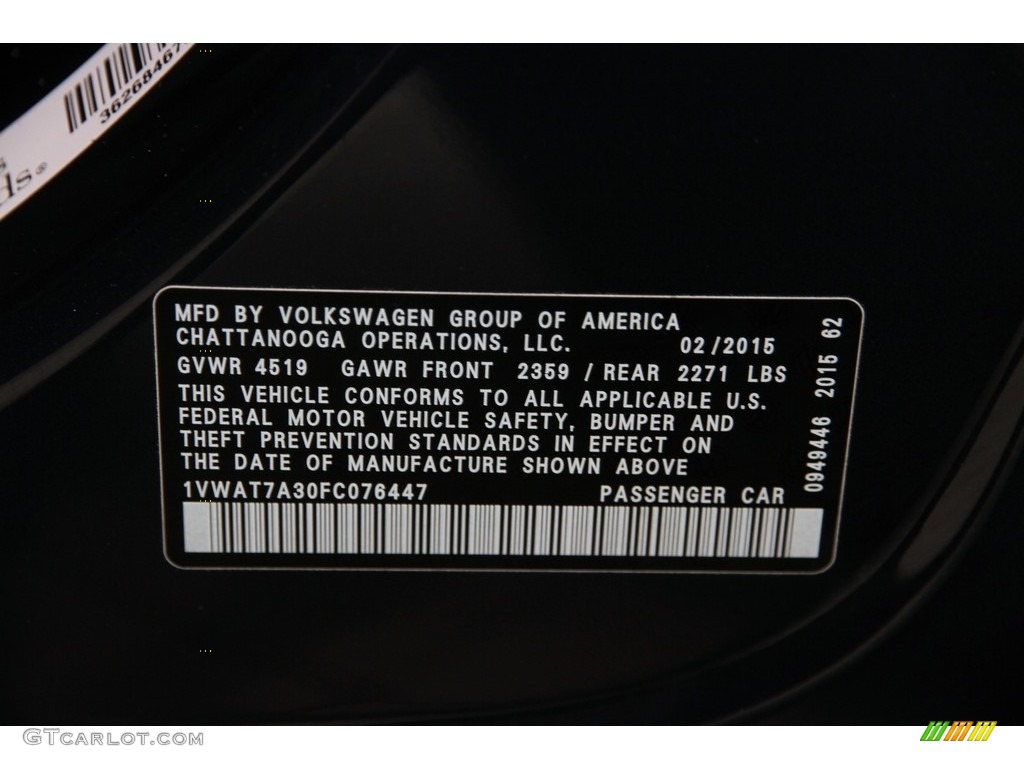 36268467
ds®
MFD BY VOLKSWAGEN GROUP OF AMERICA
CHATTANOOGA OPERATIONS, LLC. 02/2015
GVWR 4519 GAWR FRONT 2359 / REAR 2271 LBS
THIS VEHICLE CONFORMS TO ALL APPLICABLE U.S.
FEDERAL MOTOR VEHICLE SAFETY, BUMPER AND
THEFT PREVENTION STANDARDS IN EFFECT ON
THE DATE OF MANUFACTURE SHOWN ABOVE
1VWAT7A30FC076447 PASSENGER CAR
0949446 2015 62
GTCARLOT.COM